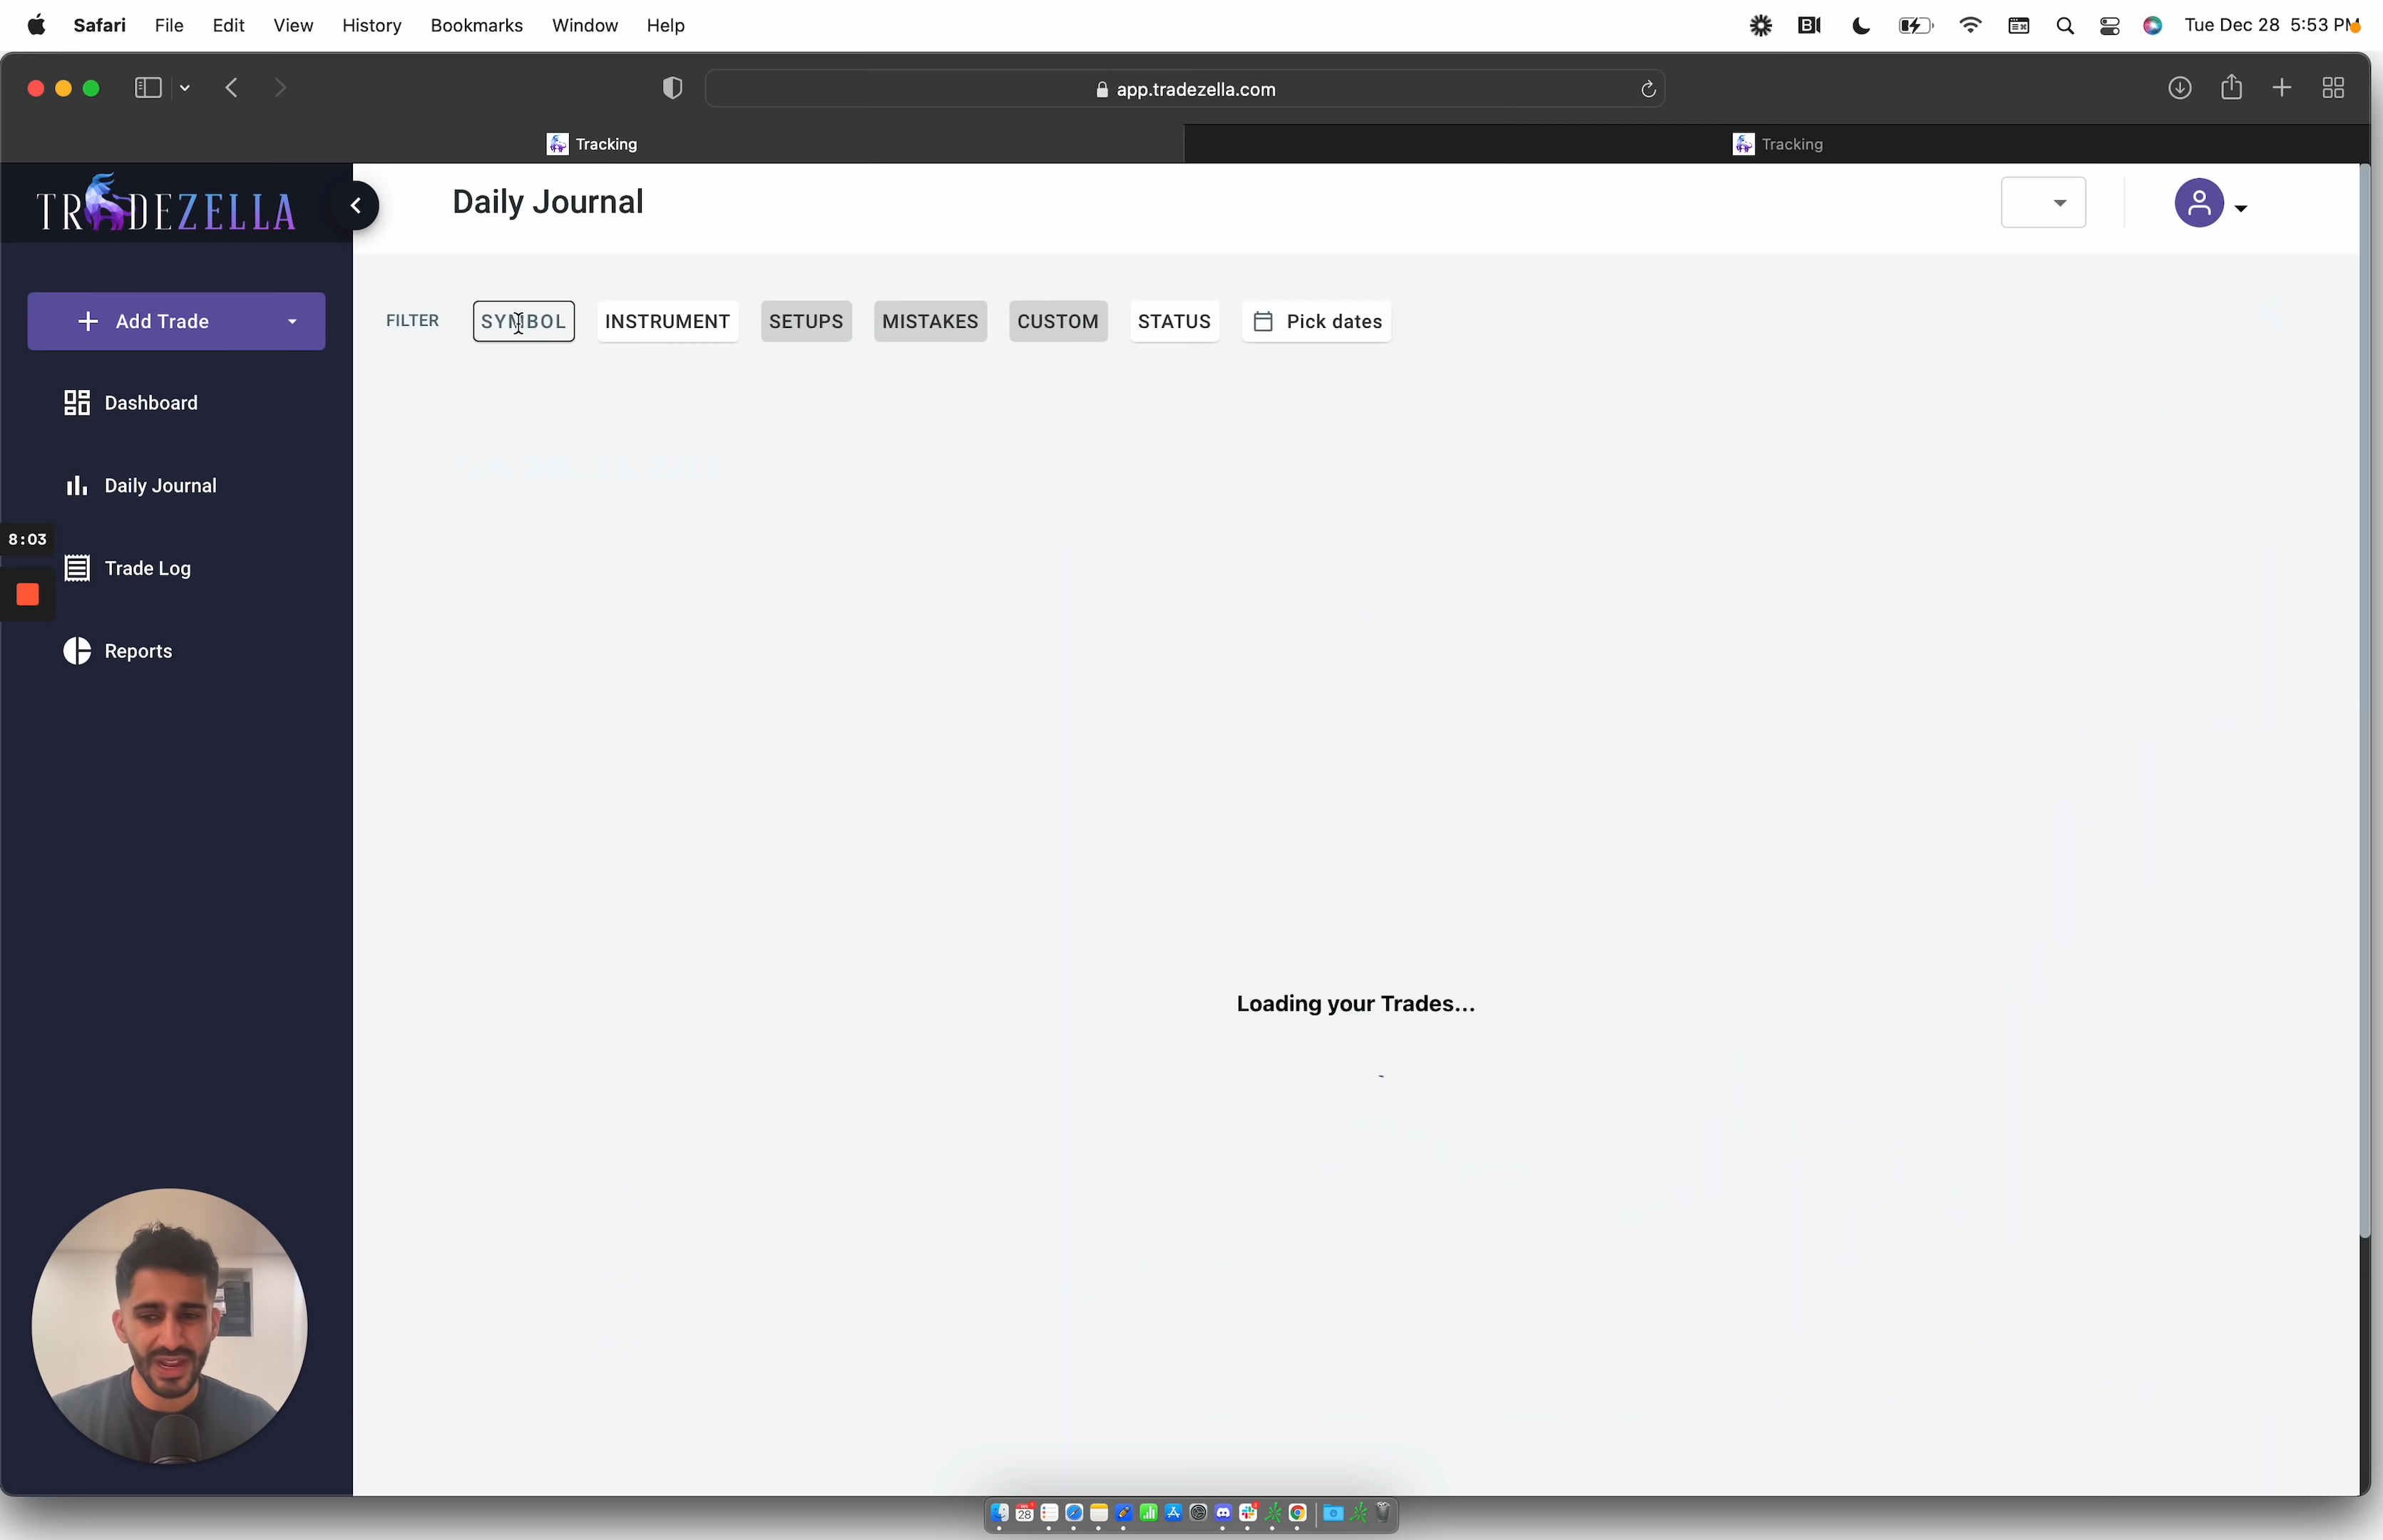 Safari File Edit View History Bookmarks Window Help Tue Dec 28 5:53 PM
app.tradezella.com
Tracking Tracking
TRADEZELLA
Daily Journal
Add Trade
FILTER SYMBOL INSTRUMENT SETUPS MISTAKES CUSTOM STATUS Pick dates
Dashboard
Daily Journal
8:03
Trade Log
Reports
Loading your Trades...
28